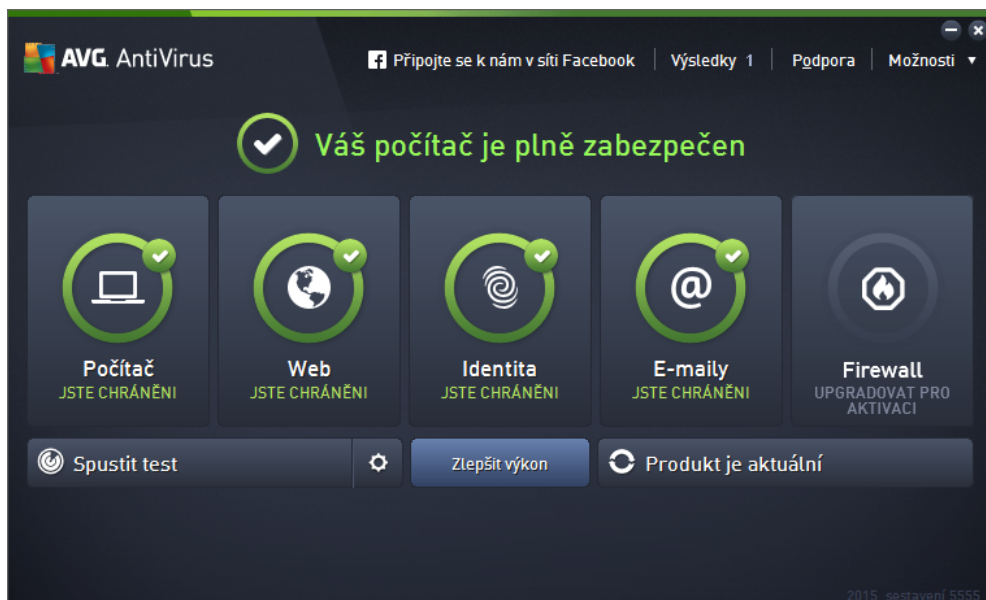 AVG. AntiVirus
Připojte se k nám v síti Facebook
Výsledky 1
Podpora
Možnosti
Váš počítač je plně zabezpečen
Počítač
JSTE CHRÁNĚNI
Web
JSTE CHRÁNĚNI
Identita
JSTE CHRÁNĚNI
E-maily
JSTE CHRÁNĚNI
Firewall
UPGRADOVAT PRO
AKTIVACI
Spustit test
Zlepšit výkon
Produkt je aktuální
2015 sestavení 5555